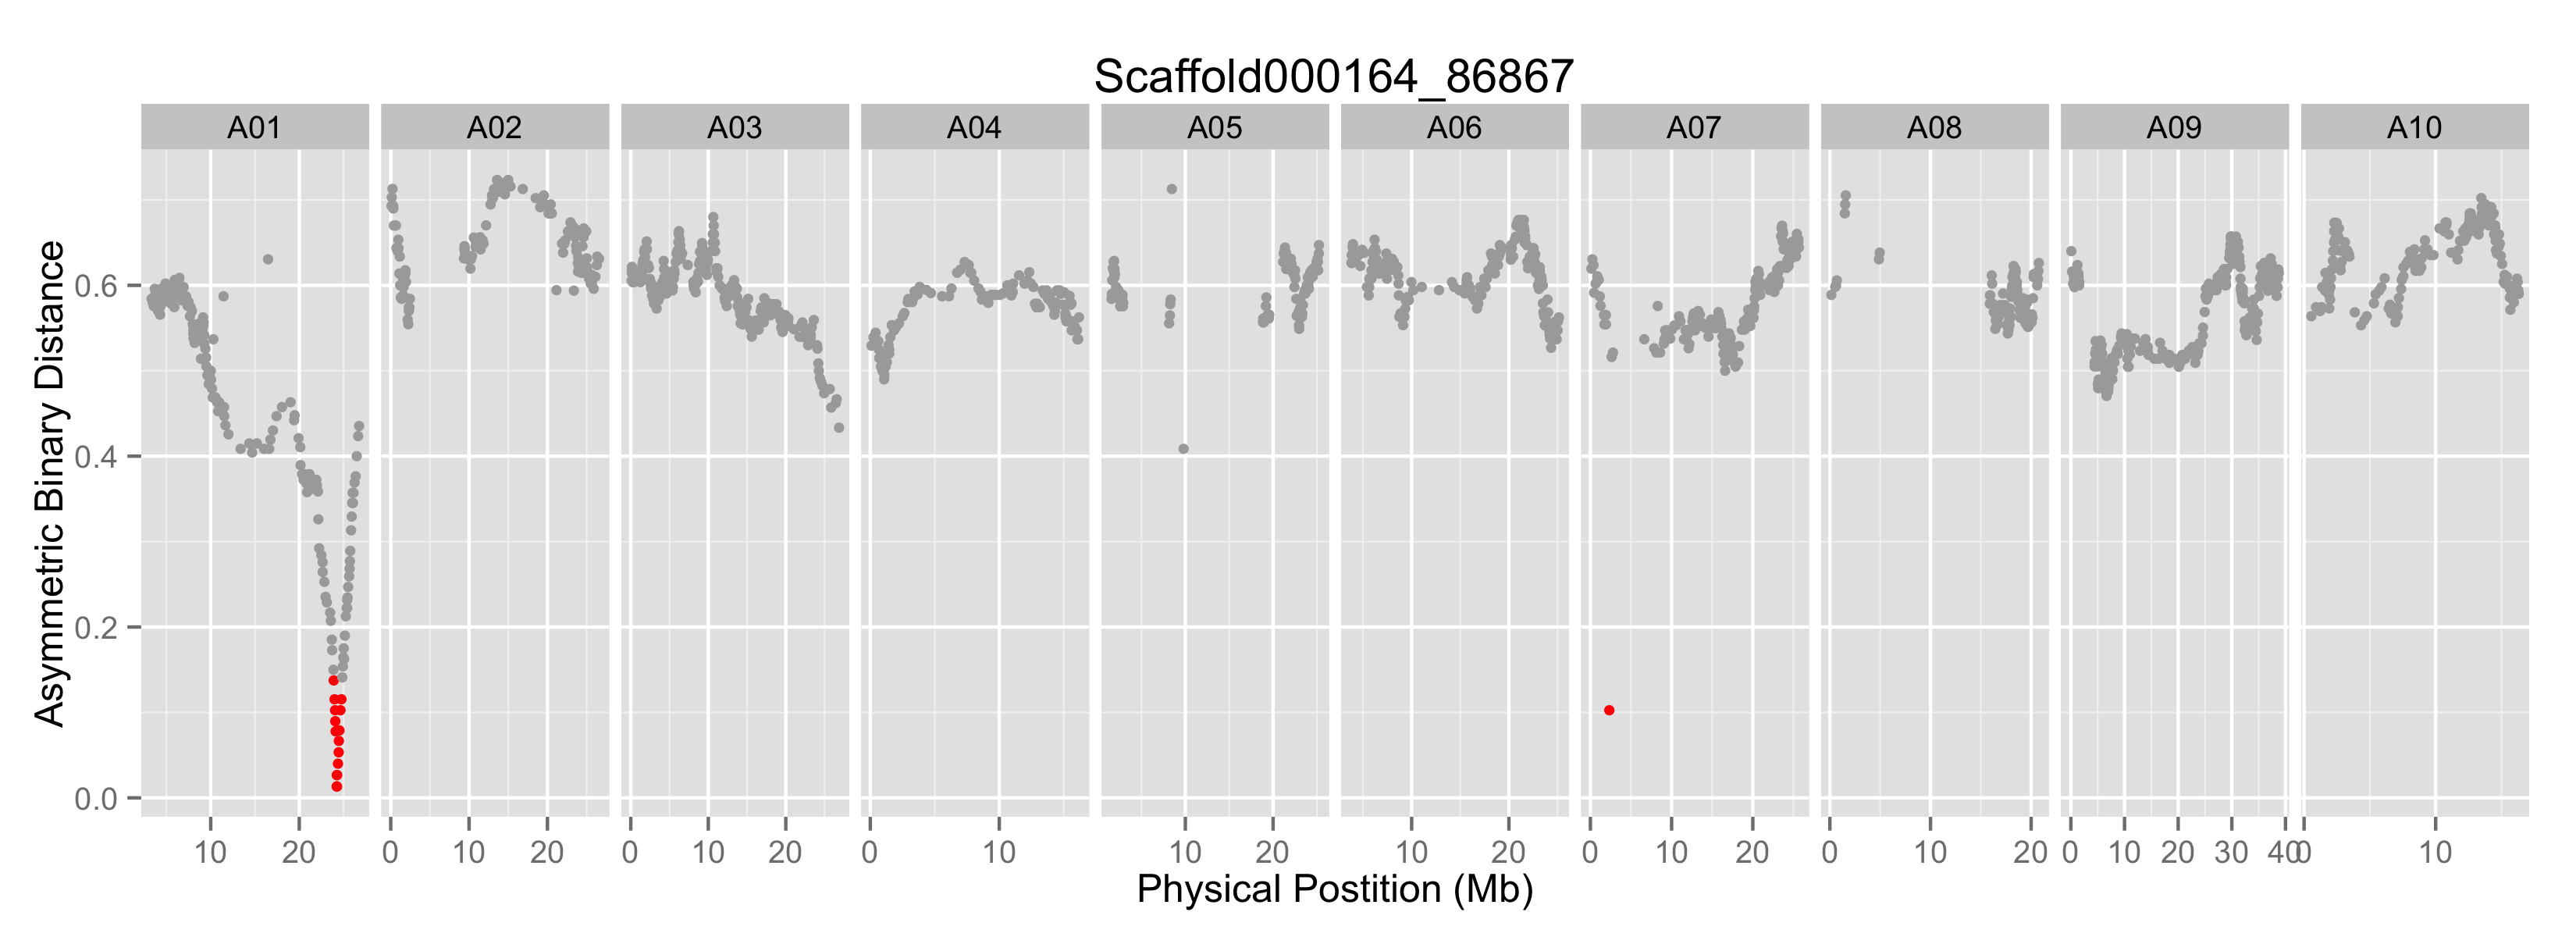 Scaffold000164_86867
A01 A02 A03 A04 A05 A06 A07 A08 A09 A10
Asymmetric Binary Distance
0.6
0.4
0.2
0.0
10 20 0 10 20 0 10 20 0 10 10 20 10 20 0 10 20 0 10 20 0 10 20 30 40 0 10
Physical Postition (Mb)